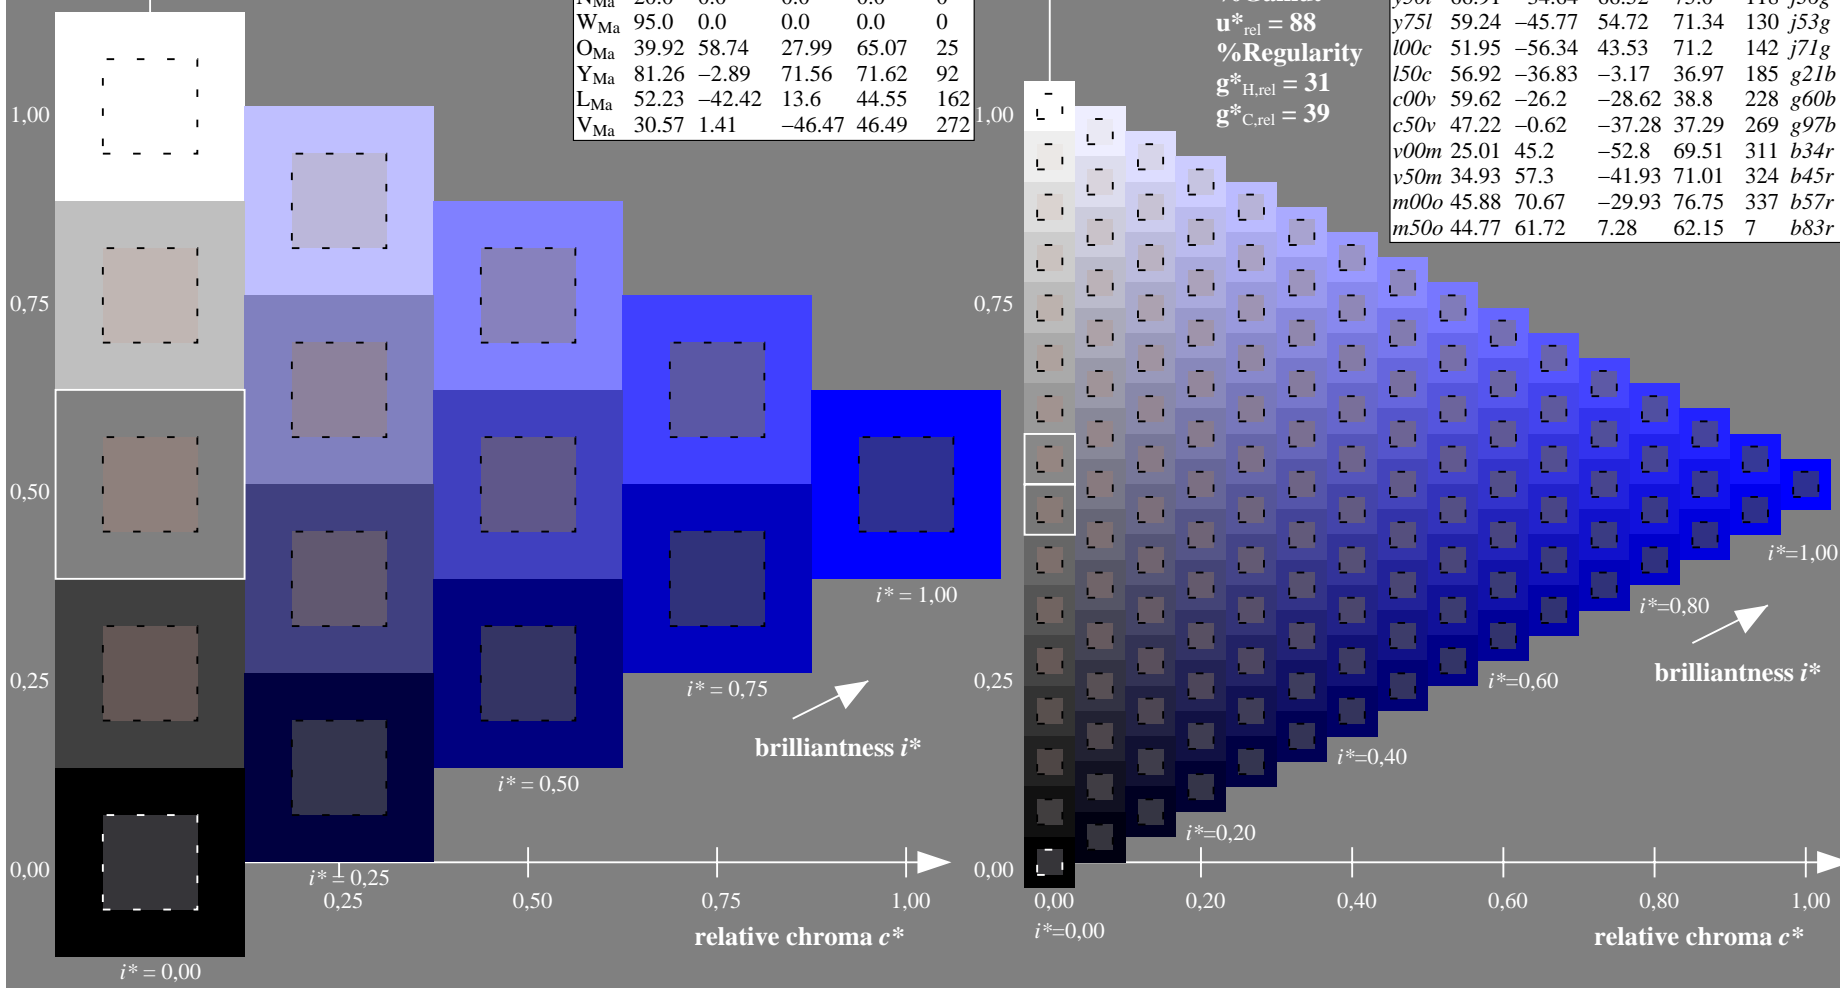 W_Ma 95.0 0.0 0.0 0.0 0
O_Ma 39.92 58.74 27.99 65.07 25
Y_Ma 81.26 −2.89 71.56 71.62 92
L_Ma 52.23 −42.42 13.6 44.55 162
V_Ma 30.57 1.41 −46.47 46.49 272
u*rel = 88
%Regularity
g*H,rel = 31
g*C,rel = 39
y75l 59.24 −45.77 54.72 71.34 130 j53g
l00c 51.95 −56.34 43.53 71.2 142 j71g
l50c 56.92 −36.83 −3.17 36.97 185 g21b
c00v 59.62 −26.2 −28.62 38.8 228 g60b
c50v 47.22 −0.62 −37.28 37.29 269 g97b
v00m 25.01 45.2 −52.8 69.51 311 b34r
v50m 34.93 57.3 −41.93 71.01 324 b45r
m00o 45.88 70.67 −29.93 76.75 337 b57r
m50o 44.77 61.72 7.28 62.15 7 b83r
1,00
0,75
0,50
0,25
0,00
i* = 1,00
i* = 0,75
brilliantness i*
i* = 0,50
i* = 0,25
0,25 0,50 0,75 1,00
relative chroma c*
i* = 0,00
1,00
0,75
0,50
0,25
0,00
i*=1,00
i*=0,80
brilliantness i*
i*=0,60
i*=0,40
i*=0,20
0,00 0,20 0,40 0,60 0,80 1,00
i*=0,00
relative chroma c*